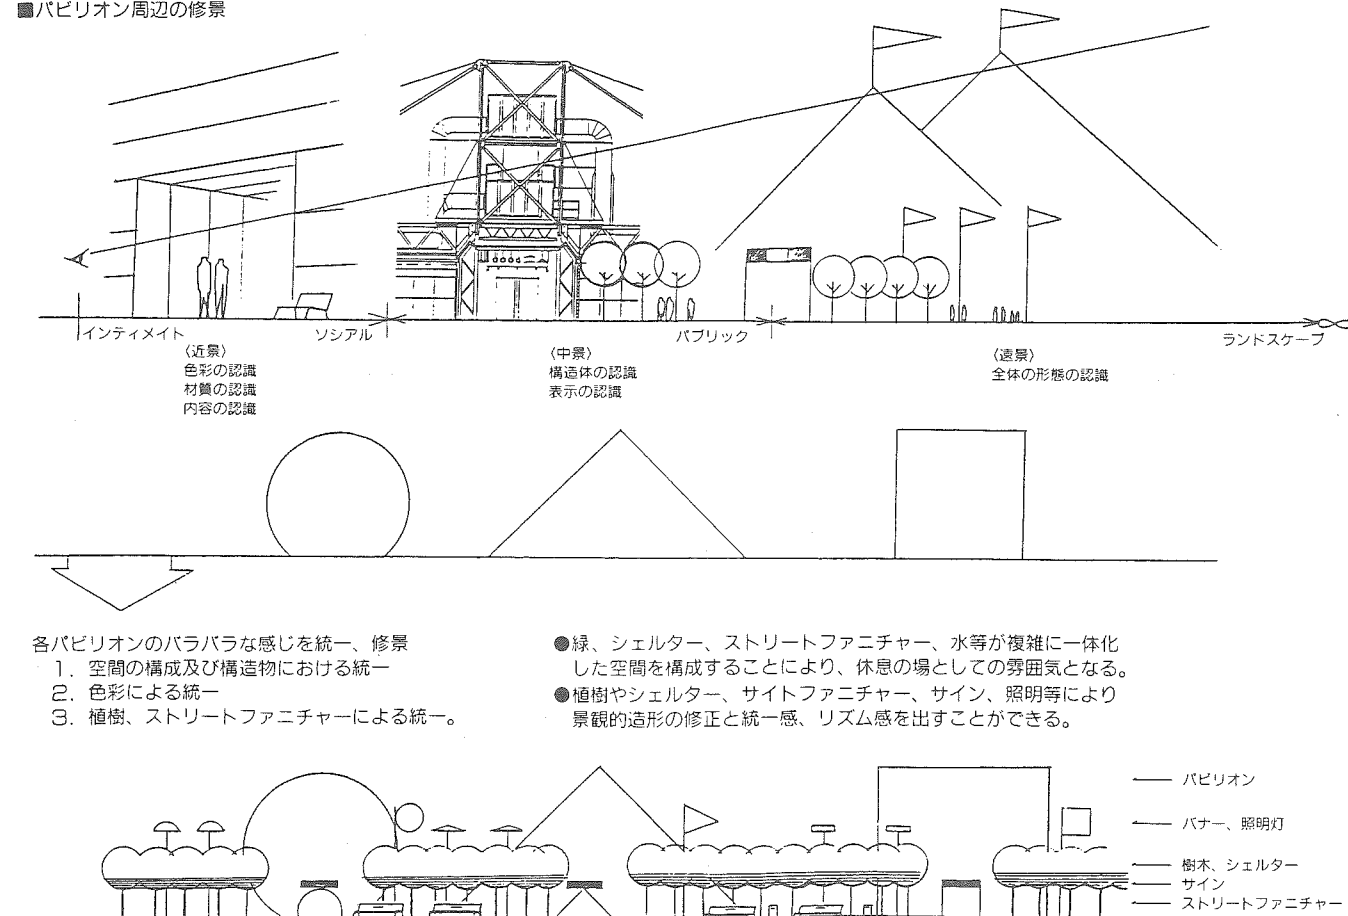 ■パビリオン周辺の修景
インティメイト
ソシアル
パブリック
ランドスケープ
〈近景〉
色彩の認識
材質の認識
内容の認識
〈中景〉
構造体の認識
表示の認識
〈遠景〉
全体の形態の認識
各パビリオンのバラバラな感じを統一、修景
1. 空間の構成及び構造物における統一
2. 色彩による統一
3. 植樹、ストリートファニチャーによる統一。
●緑、シェルター、ストリートファニチャー、水等が複雑に一体化
した空間を構成することにより、休息の場としての雰囲気となる。
●植樹やシェルター、サイトファニチャー、サイン、照明等により
景観的造形の修正と統一感、リズム感を出すことができる。
パビリオン
バナー、照明灯
樹木、シェルター
サイン
ストリートファニチャー